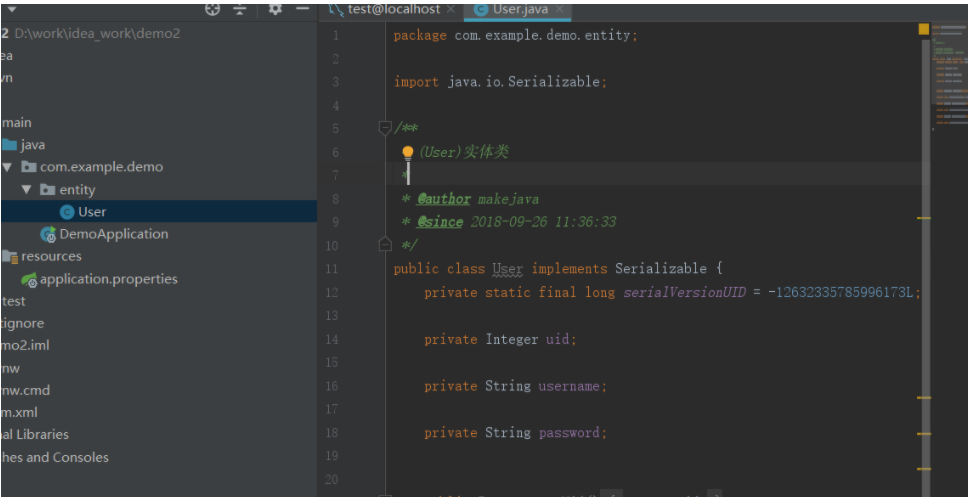 test@localhost
User.java
2 D:\work\idea_work\demo2
ea
vn
main
java
com.example.demo
entity
User
DemoApplication
resources
application.properties
test
tignore
mo2.iml
nw
nw.cmd
m.xml
al Libraries
hes and Consoles
1 package com.example.demo.entity;
2
3 import java.io.Serializable;
4
5 /**
6 (User)实体类
7 *
8 * @author makejava
9 * @since 2018-09-26 11:36:33
10 */
11 public class User implements Serializable {
12 private static final long serialVersionUID = -12632335785996173L;
13
14 private Integer uid;
15
16 private String username;
17
18 private String password;
19
20